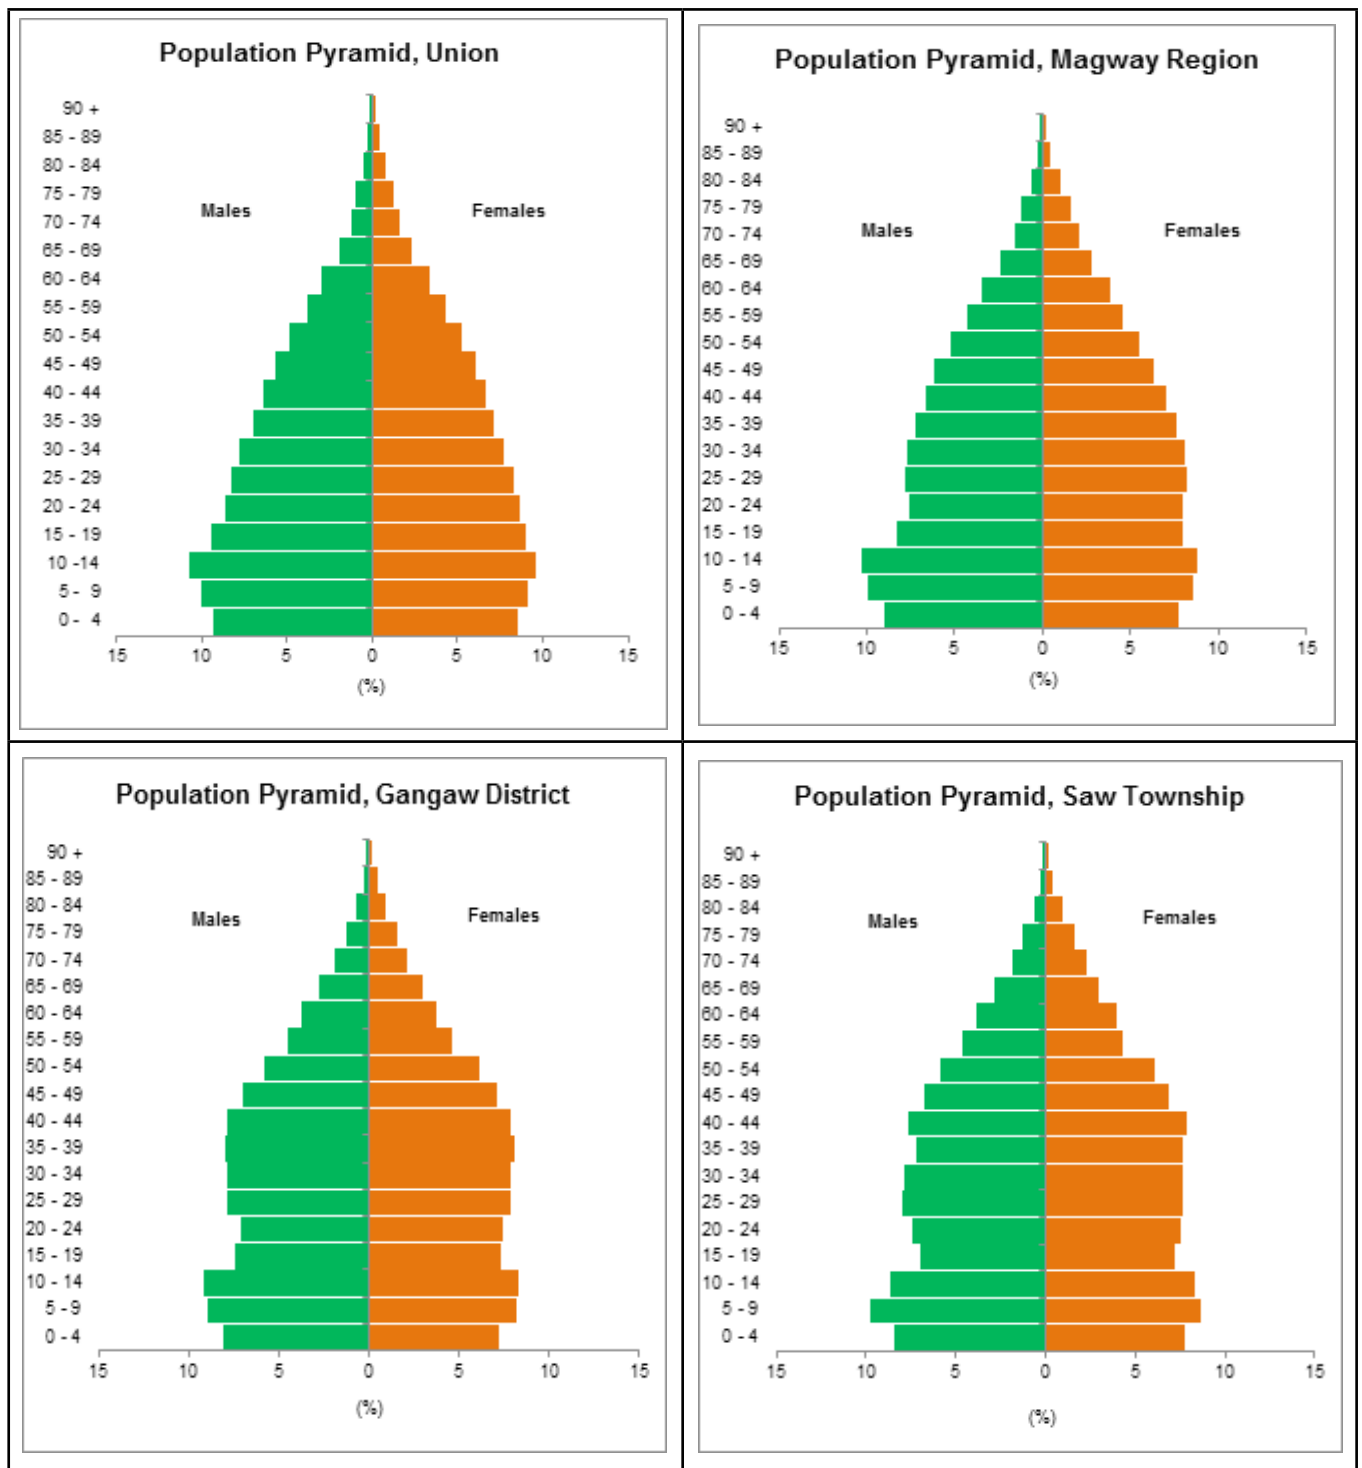 Population Pyramid, Union
90 +
85 - 89
80 - 84
75 - 79
70 - 74
65 - 69
60 - 64
55 - 59
50 - 54
45 - 49
40 - 44
35 - 39
30 - 34
25 - 29
20 - 24
15 - 19
10 -14
5 - 9
0 - 4
Males
Females
15 10 5 0 5 10 15
(%)
Population Pyramid, Magway Region
90 +
85 - 89
80 - 84
75 - 79
70 - 74
65 - 69
60 - 64
55 - 59
50 - 54
45 - 49
40 - 44
35 - 39
30 - 34
25 - 29
20 - 24
15 - 19
10 - 14
5 - 9
0 - 4
Males
Females
15 10 5 0 5 10 15
(%)
Population Pyramid, Gangaw District
90 +
85 - 89
80 - 84
75 - 79
70 - 74
65 - 69
60 - 64
55 - 59
50 - 54
45 - 49
40 - 44
35 - 39
30 - 34
25 - 29
20 - 24
15 - 19
10 - 14
5 - 9
0 - 4
Males
Females
15 10 5 0 5 10 15
(%)
Population Pyramid, Saw Township
90 +
85 - 89
80 - 84
75 - 79
70 - 74
65 - 69
60 - 64
55 - 59
50 - 54
45 - 49
40 - 44
35 - 39
30 - 34
25 - 29
20 - 24
15 - 19
10 - 14
5 - 9
0 - 4
Males
Females
15 10 5 0 5 10 15
(%)